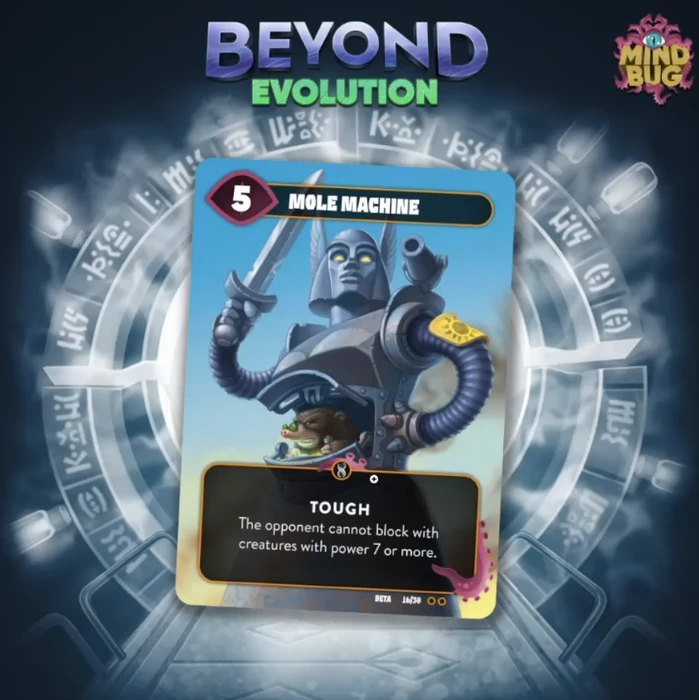 BEYOND
EVOLUTION
MIND
BUG
5
MOLE MACHINE
TOUGH
The opponent cannot block with
creatures with power 7 or more.
BETA 16/50